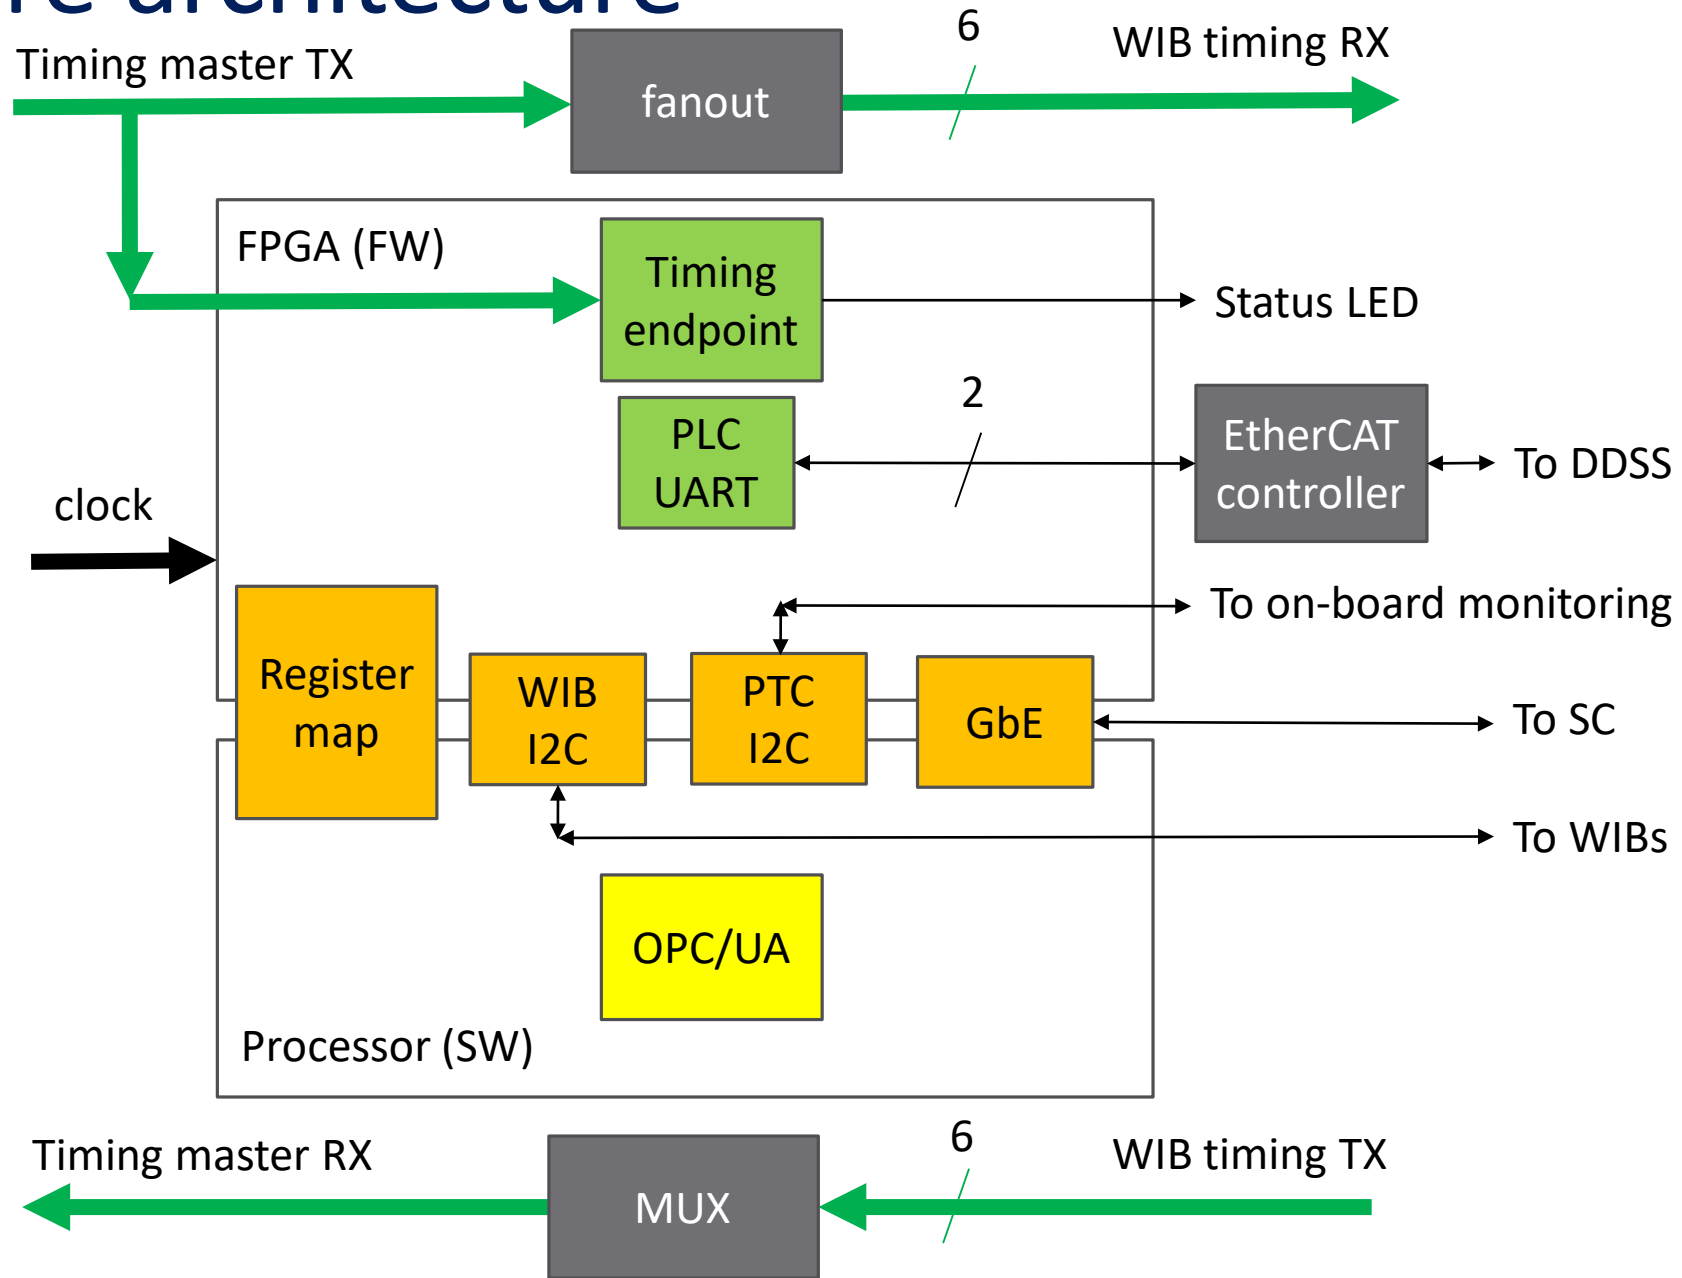 re architecture
Timing master TX
fanout
6
WIB timing RX
FPGA (FW)
Timing
endpoint
Status LED
PLC
UART
2
EtherCAT
controller
To DDSS
clock
To on-board monitoring
Register
map
WIB
I2C
PTC
I2C
GbE
To SC
To WIBs
OPC/UA
Processor (SW)
Timing master RX
MUX
6
WIB timing TX